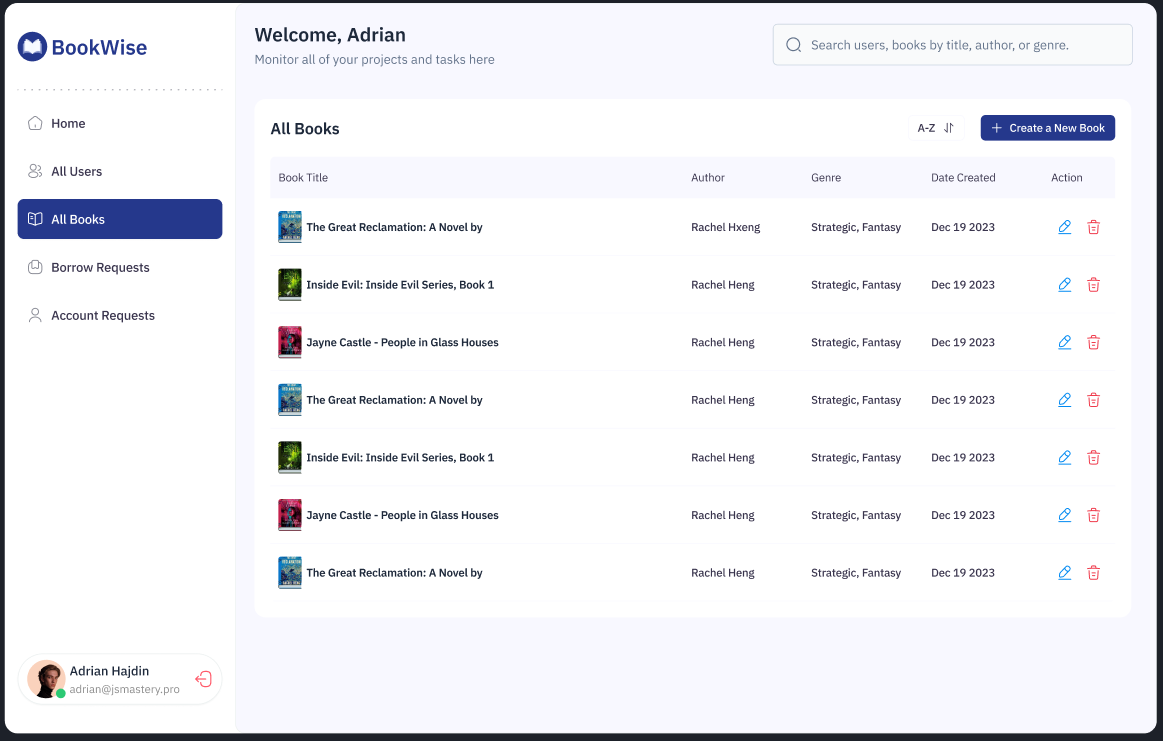 BookWise
Home
All Users
All Books
Borrow Requests
Account Requests
Adrian Hajdin
adrian@jsmastery.pro
Welcome, Adrian
Monitor all of your projects and tasks here
Search users, books by title, author, or genre.
All Books
A-Z
+ Create a New Book
Book Title Author Genre Date Created Action
The Great Reclamation: A Novel by Rachel Hxeng Strategic, Fantasy Dec 19 2023
Inside Evil: Inside Evil Series, Book 1 Rachel Heng Strategic, Fantasy Dec 19 2023
Jayne Castle - People in Glass Houses Rachel Heng Strategic, Fantasy Dec 19 2023
The Great Reclamation: A Novel by Rachel Heng Strategic, Fantasy Dec 19 2023
Inside Evil: Inside Evil Series, Book 1 Rachel Heng Strategic, Fantasy Dec 19 2023
Jayne Castle - People in Glass Houses Rachel Heng Strategic, Fantasy Dec 19 2023
The Great Reclamation: A Novel by Rachel Heng Strategic, Fantasy Dec 19 2023